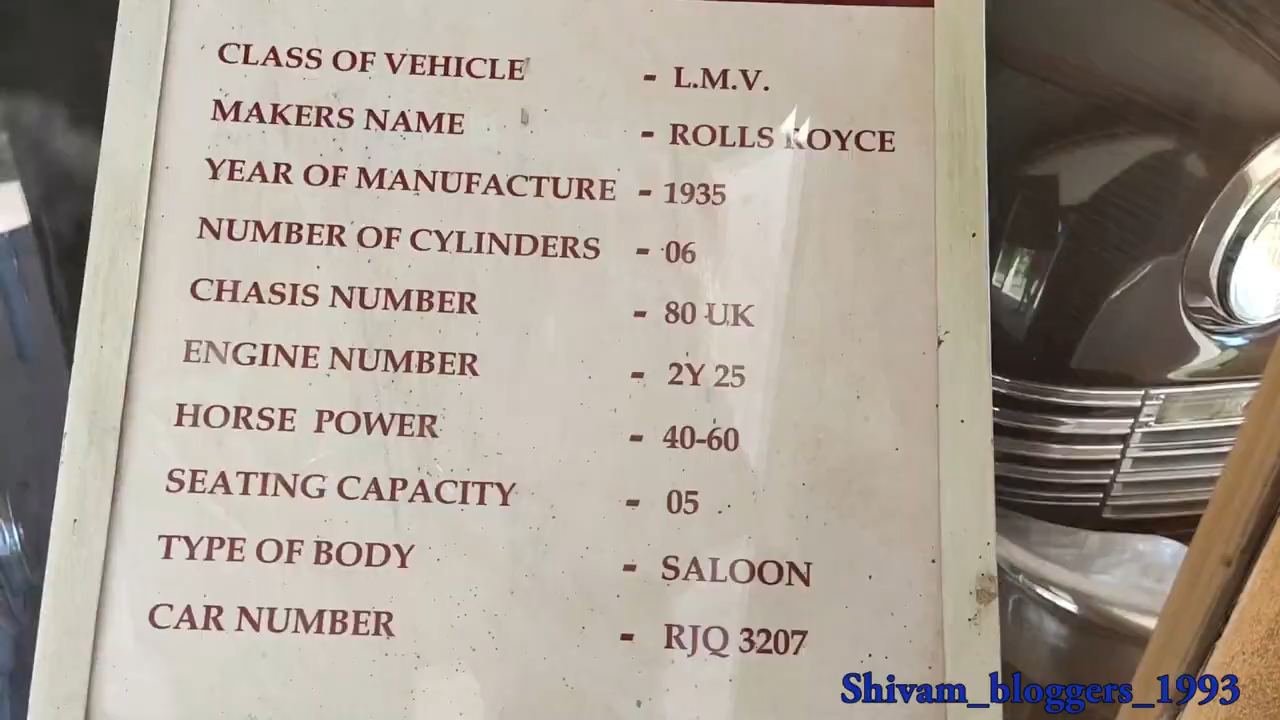 CLASS OF VEHICLE - L.M.V.
MAKERS NAME - ROLLS ROYCE
YEAR OF MANUFACTURE - 1935
NUMBER OF CYLINDERS - 06
CHASIS NUMBER - 80 UK
ENGINE NUMBER - 2Y 25
HORSE POWER - 40-60
SEATING CAPACITY - 05
TYPE OF BODY - SALOON
CAR NUMBER - RJQ 3207
Shivam_bloggers_1993